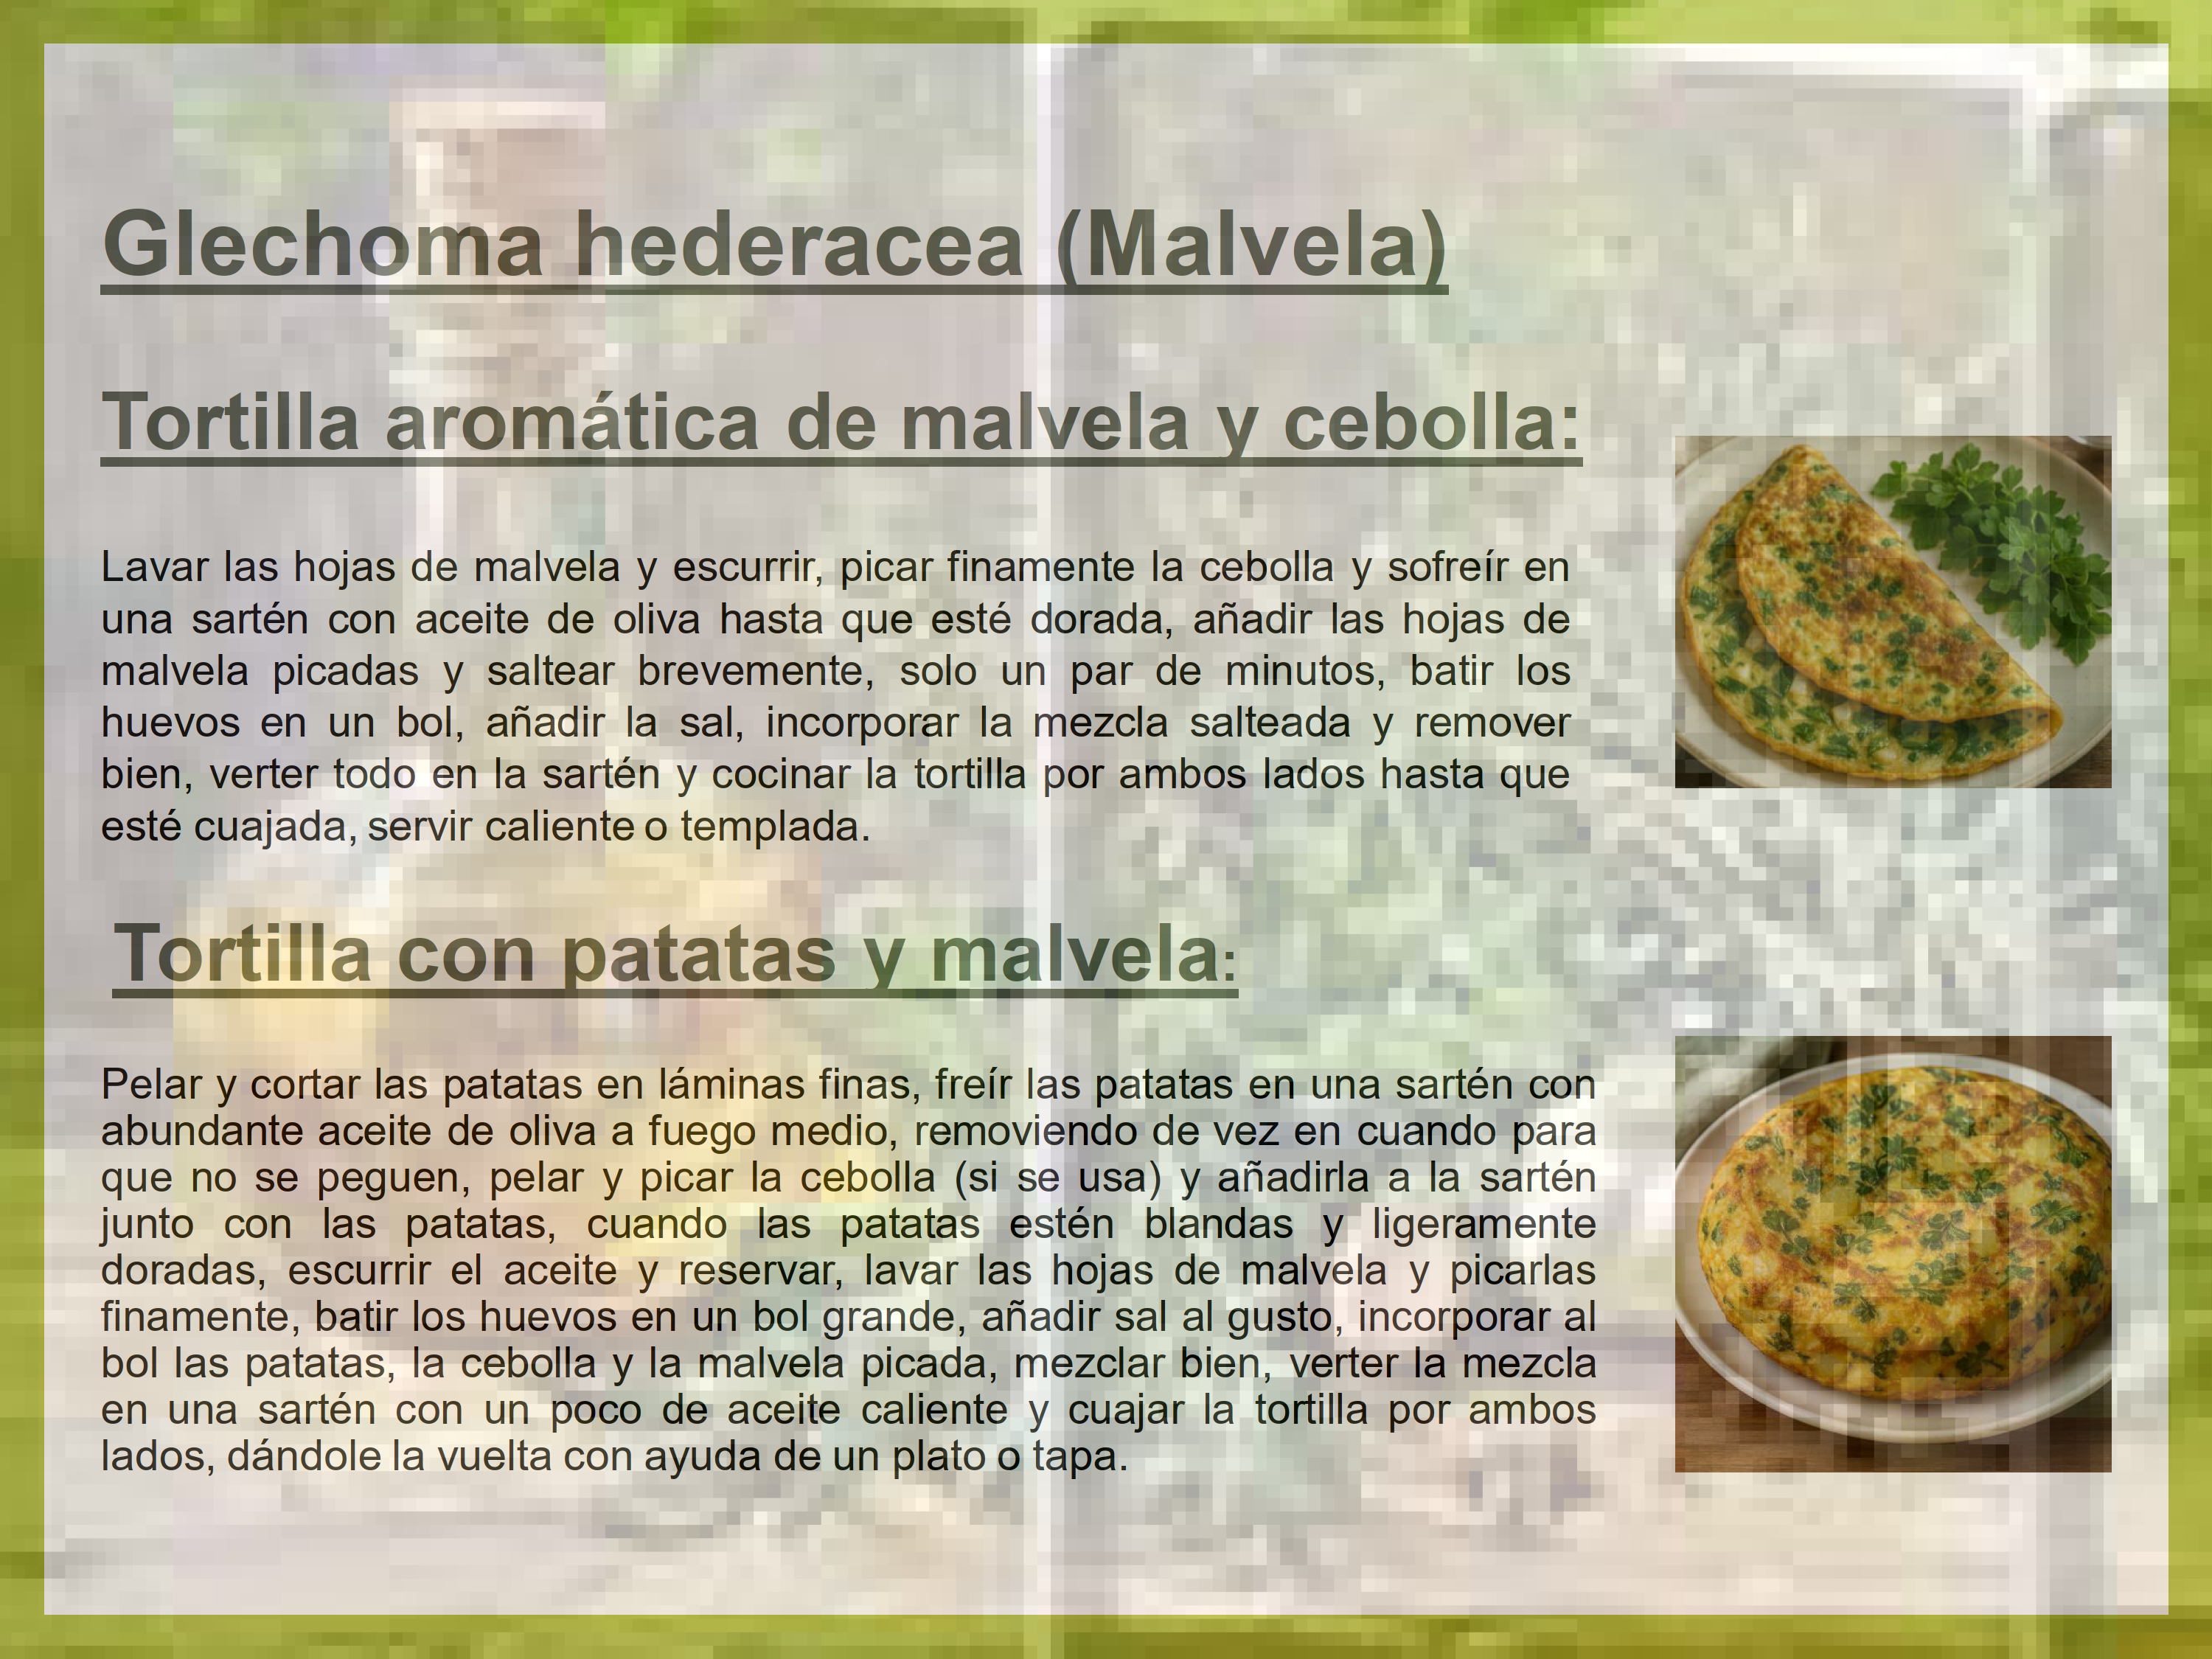 Glechoma hederacea (Malvela)
Tortilla aromática de malvela y cebolla:
Lavar las hojas de malvela y escurrir, picar finamente la cebolla y sofreír en
una sartén con aceite de oliva hasta que esté dorada, añadir las hojas de
malvela picadas y saltear brevemente, solo un par de minutos, batir los
huevos en un bol, añadir la sal, incorporar la mezcla salteada y remover
bien, verter todo en la sartén y cocinar la tortilla por ambos lados hasta que
esté cuajada, servir caliente o templada.
Tortilla con patatas y malvela:
Pelar y cortar las patatas en láminas finas, freír las patatas en una sartén con
abundante aceite de oliva a fuego medio, removiendo de vez en cuando para
que no se peguen, pelar y picar la cebolla (si se usa) y añadirla a la sartén
junto con las patatas, cuando las patatas estén blandas y ligeramente
doradas, escurrir el aceite y reservar, lavar las hojas de malvela y picarlas
finamente, batir los huevos en un bol grande, añadir sal al gusto, incorporar al
bol las patatas, la cebolla y la malvela picada, mezclar bien, verter la mezcla
en una sartén con un poco de aceite caliente y cuajar la tortilla por ambos
lados, dándole la vuelta con ayuda de un plato o tapa.